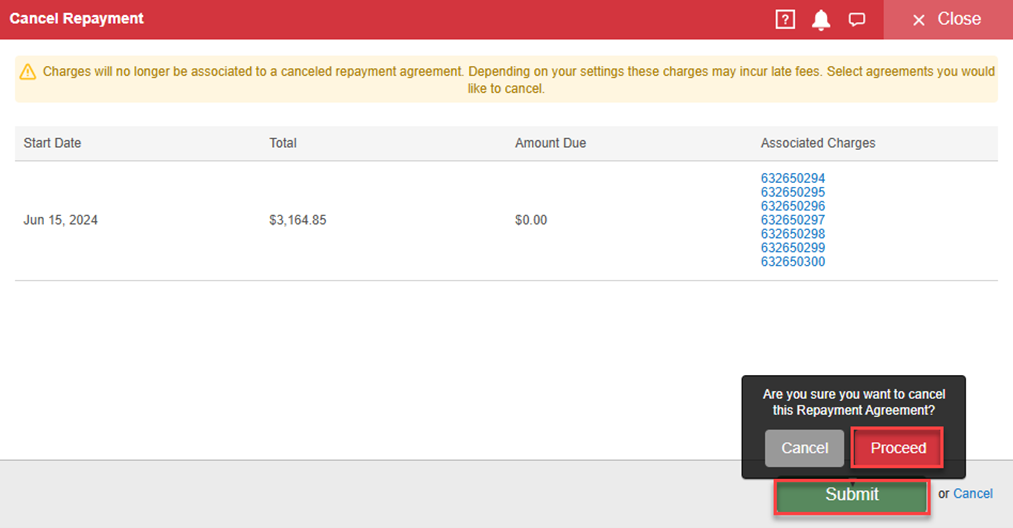 Cancel Repayment
? × Close
Charges will no longer be associated to a canceled repayment agreement. Depending on your settings these charges may incur late fees. Select agreements you would
like to cancel.
Start Date Total Amount Due Associated Charges
632650294
632650295
632650296
Jun 15, 2024 $3,164.85 $0.00 632650297
632650298
632650299
632650300
Are you sure you want to cancel
this Repayment Agreement?
Cancel Proceed
Submit or Cancel